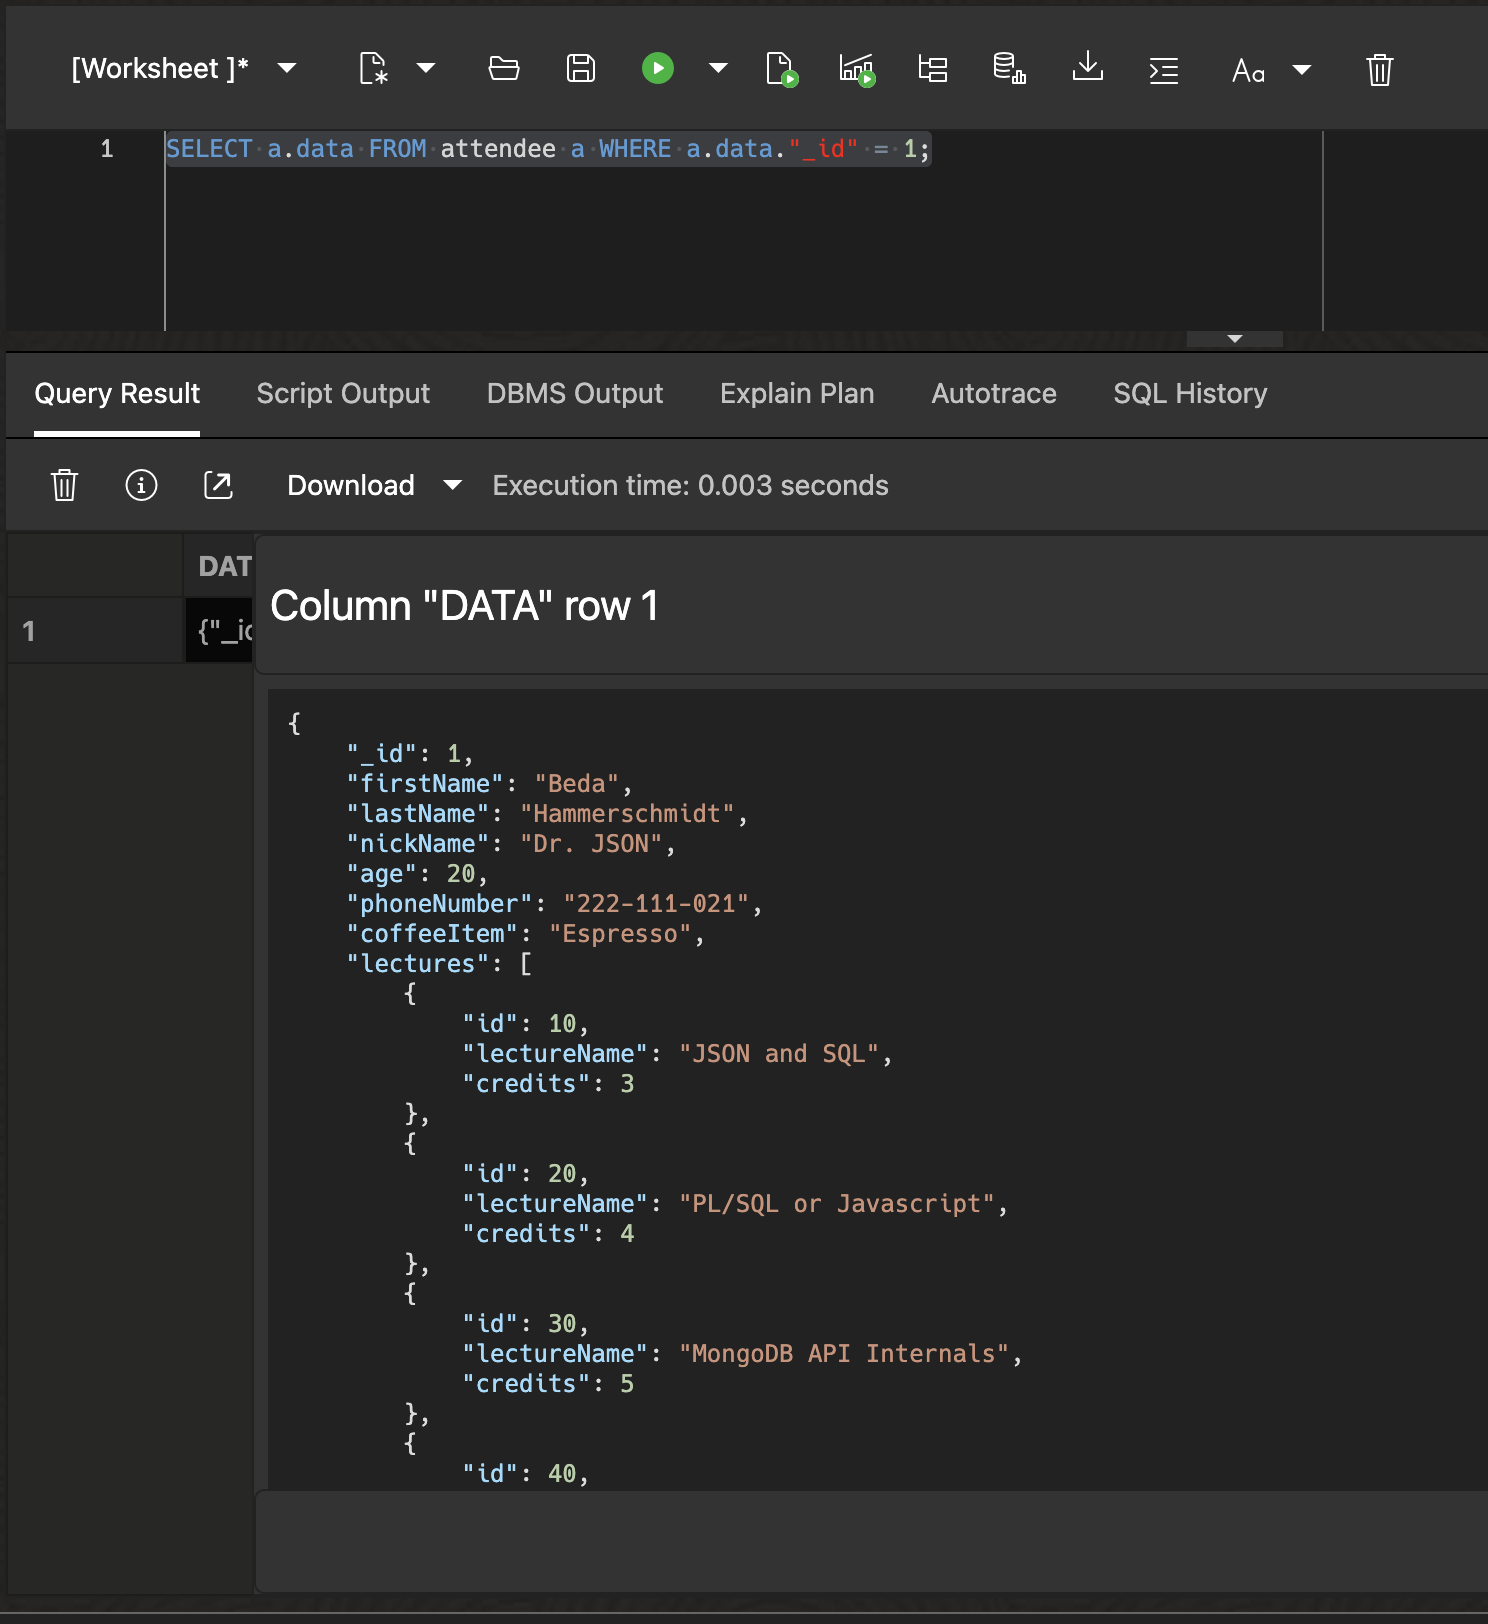 [Worksheet ]*
Aa
1 SELECT a.data FROM attendee a WHERE a.data."_id" = 1;
Query Result Script Output DBMS Output Explain Plan Autotrace SQL History
Download Execution time: 0.003 seconds
DAT
Column "DATA" row 1
1 {"_id
{
"_id": 1,
"firstName": "Beda",
"lastName": "Hammerschmidt",
"nickName": "Dr. JSON",
"age": 20,
"phoneNumber": "222-111-021",
"coffeeItem": "Espresso",
"lectures": [
{
"id": 10,
"lectureName": "JSON and SQL",
"credits": 3
},
{
"id": 20,
"lectureName": "PL/SQL or Javascript",
"credits": 4
},
{
"id": 30,
"lectureName": "MongoDB API Internals",
"credits": 5
},
{
"id": 40,